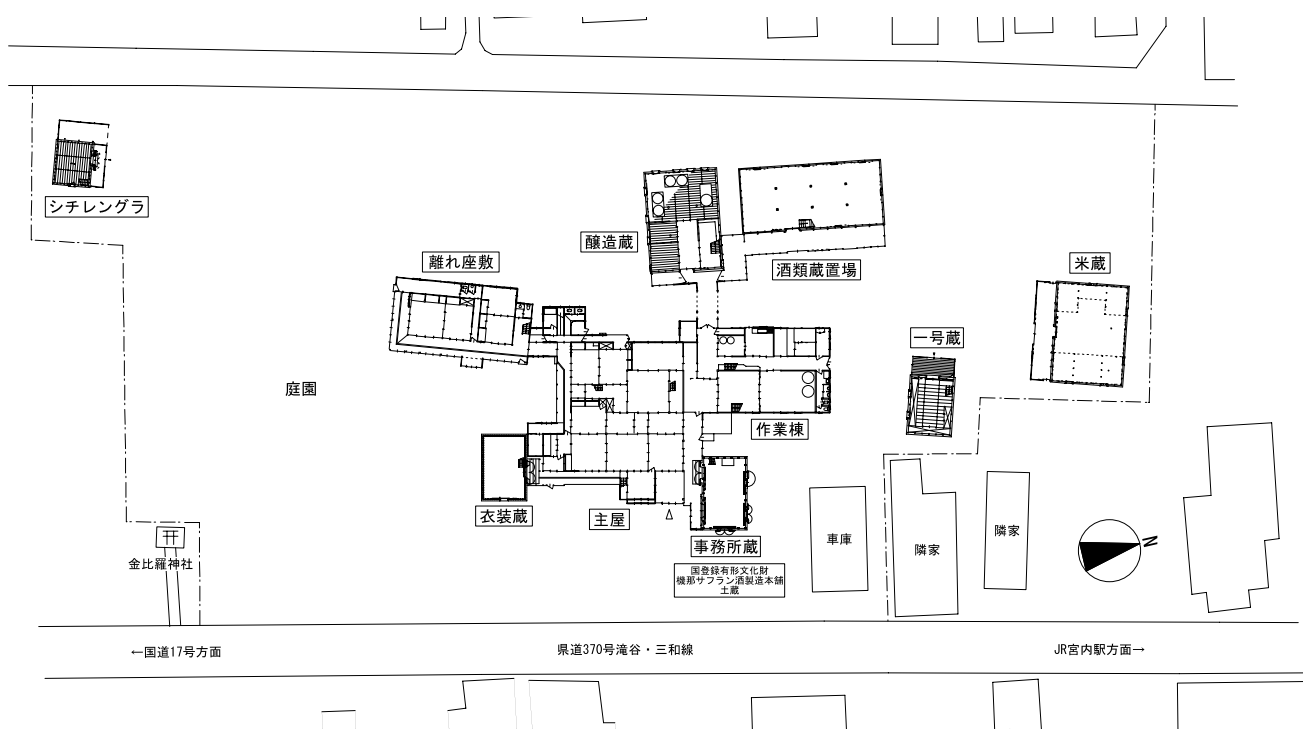 シチレングラ
醸造蔵
離れ座敷
酒類蔵置場
米蔵
一号蔵
庭園
作業棟
衣装蔵
主屋
事務所蔵
国登録有形文化財
機那サフラン酒製造本舗
土蔵
車庫
隣家
隣家
N
金比羅神社
←国道17号方面
県道370号滝谷・三和線
JR宮内駅方面→